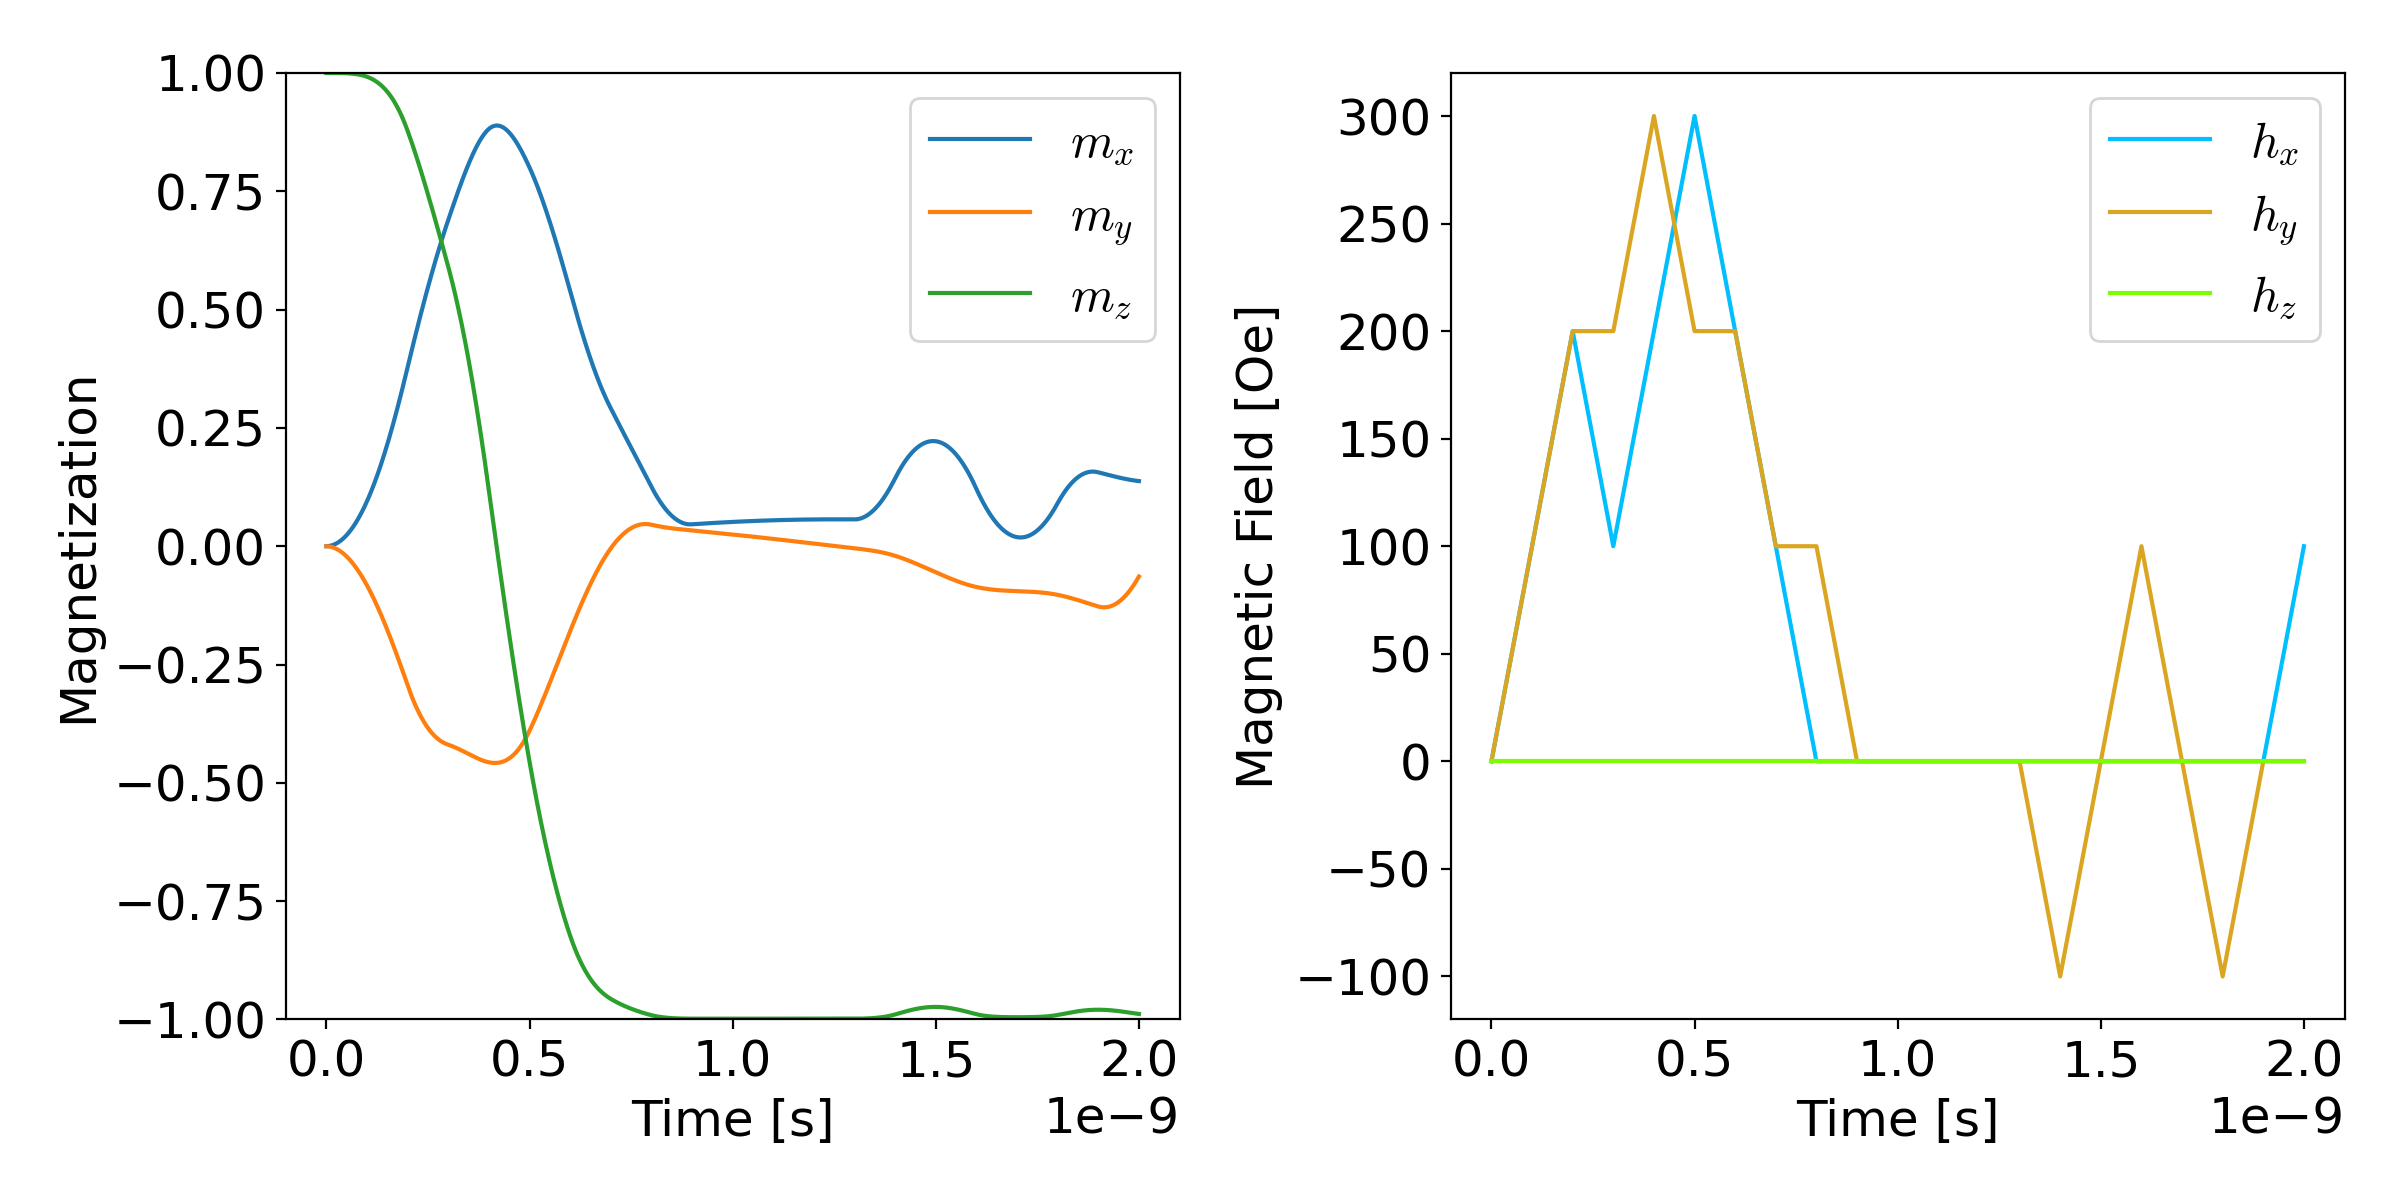 Magnetization
1.00
0.75
0.50
0.25
0.00
−0.25
−0.50
−0.75
−1.00
0.0 0.5 1.0 1.5 2.0
Time [s] 1e−9
m_x
m_y
m_z
Magnetic Field [Oe]
300
250
200
150
100
50
0
−50
−100
0.0 0.5 1.0 1.5 2.0
Time [s] 1e−9
h_x
h_y
h_z